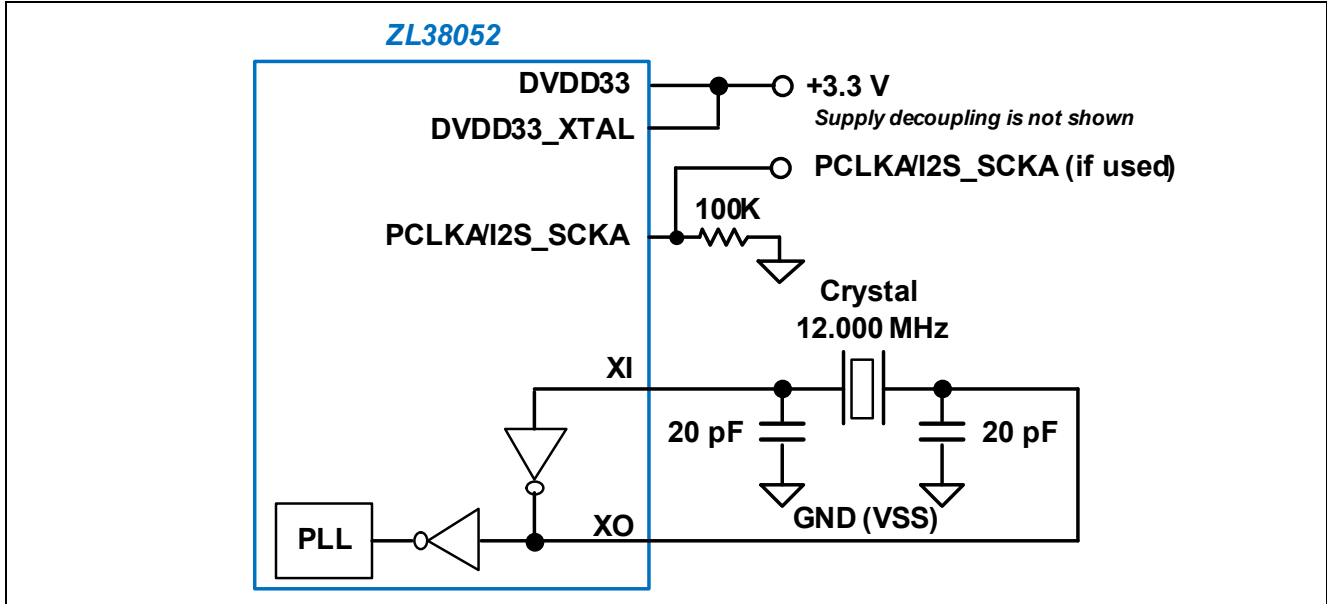 ZL38052
DVDD33
+3.3 V
Supply decoupling is not shown
DVDD33_XTAL
PCLKA/I2S_SCKA (if used)
100K
PCLKA/I2S_SCKA
Crystal
12.000 MHz
XI
20 pF
20 pF
GND (VSS)
XO
PLL